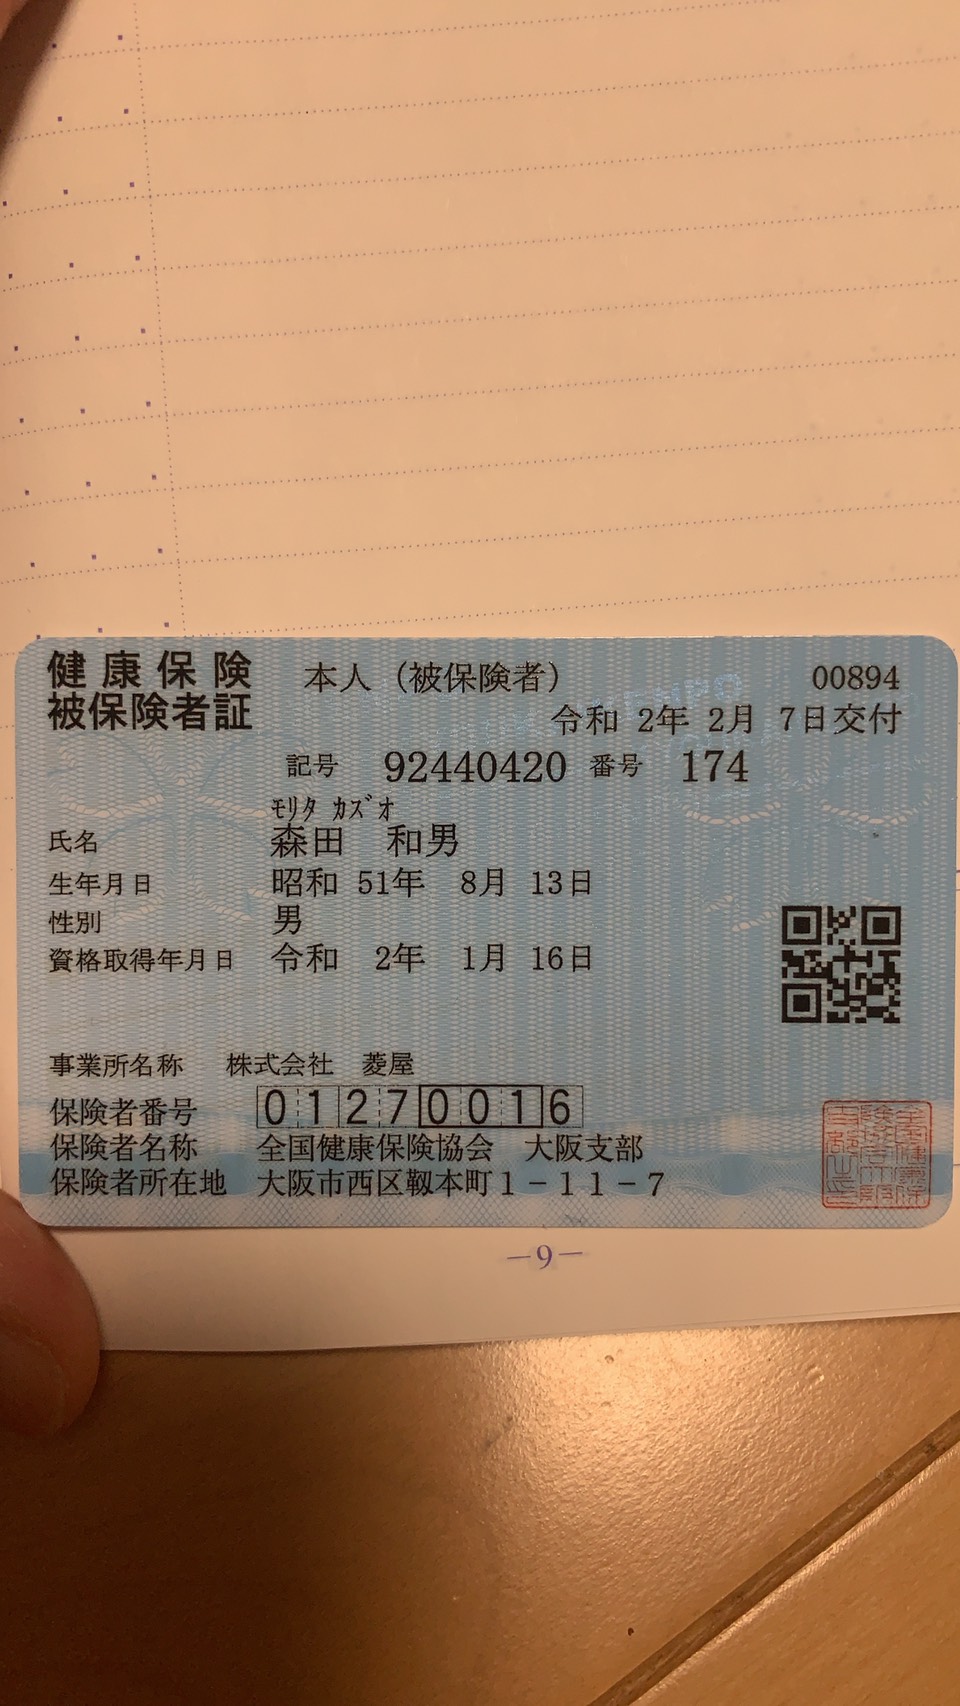 健康保険
被保険者証
本人（被保険者）
00894
令和 2年 2月 7日交付
記号 92440420 番号 174
ﾓﾘﾀ ｶｽﾞｵ
氏名 森田 和男
生年月日 昭和 51年 8月 13日
性別 男
資格取得年月日 令和 2年 1月 16日
事業所名称 株式会社 菱屋
保険者番号 01270016
保険者名称 全国健康保険協会 大阪支部
保険者所在地 大阪市西区靱本町１－１１－７
－9－